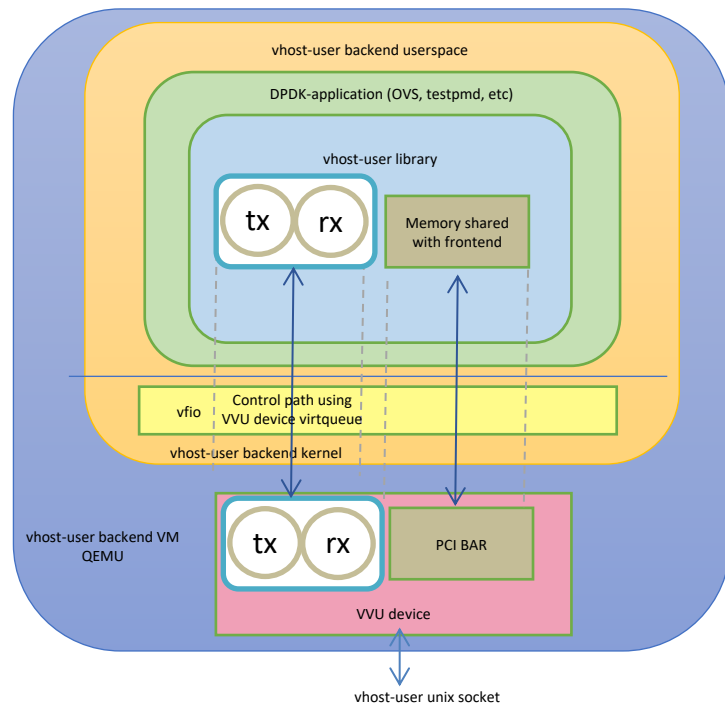 vhost-user backend userspace
DPDK-application (OVS, testpmd, etc)
vhost-user library
tx
rx
Memory shared
with frontend
vfio
Control path using
VVU device virtqueue
vhost-user backend kernel
vhost-user backend VM
QEMU
tx
rx
PCI BAR
VVU device
vhost-user unix socket